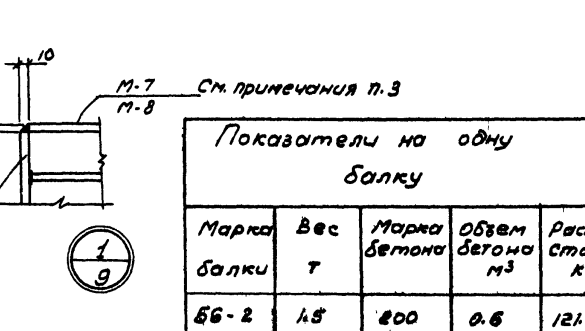 10
М-7 См. примечания п.3
М-8
Показатели на одну
балку
Марка Вес Марка Объем
балки т бетона бетона м³
1
9
Б6-2 1.5 200 0.6